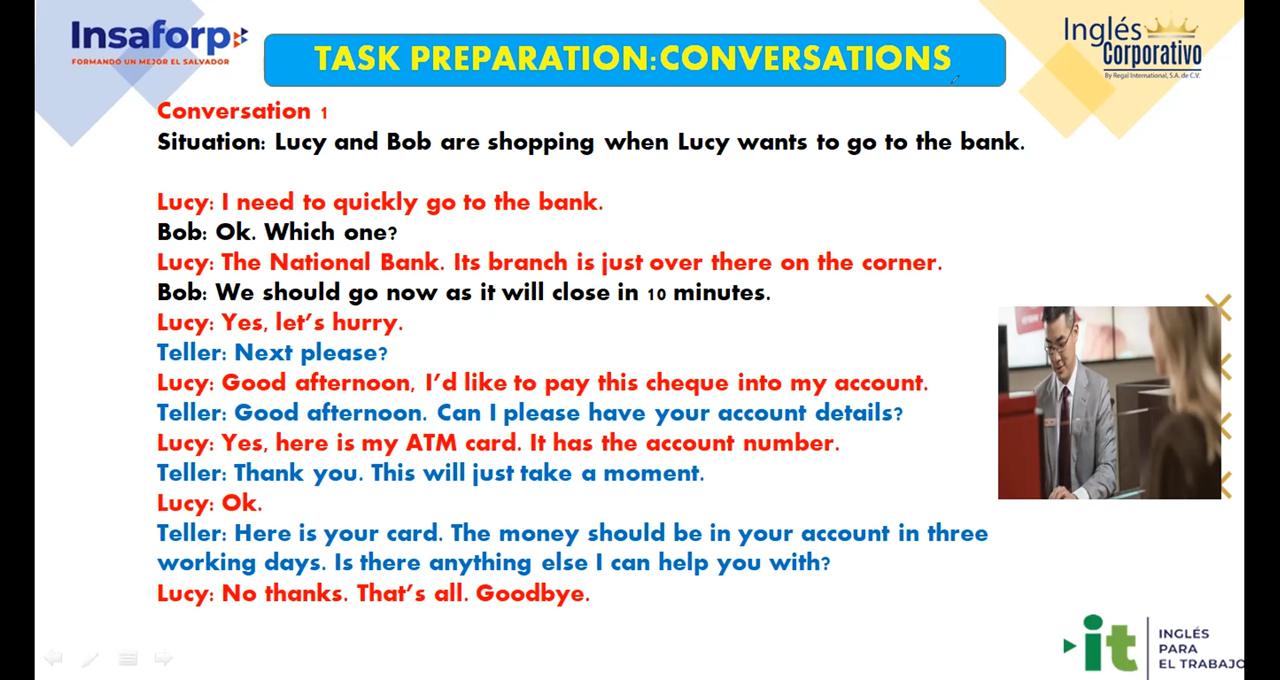 Insaforp
FORMANDO UN MEJOR EL SALVADOR
TASK PREPARATION:CONVERSATIONS
Inglés
Corporativo
By Regal International, S.A. de C.V.
Conversation 1
Situation: Lucy and Bob are shopping when Lucy wants to go to the bank.
Lucy: I need to quickly go to the bank.
Bob: Ok. Which one?
Lucy: The National Bank. Its branch is just over there on the corner.
Bob: We should go now as it will close in 10 minutes.
Lucy: Yes, let's hurry.
Teller: Next please?
Lucy: Good afternoon, I'd like to pay this cheque into my account.
Teller: Good afternoon. Can I please have your account details?
Lucy: Yes, here is my ATM card. It has the account number.
Teller: Thank you. This will just take a moment.
Lucy: Ok.
Teller: Here is your card. The money should be in your account in three
working days. Is there anything else I can help you with?
Lucy: No thanks. That's all. Goodbye.
it
INGLÉS
PARA
EL TRABAJO